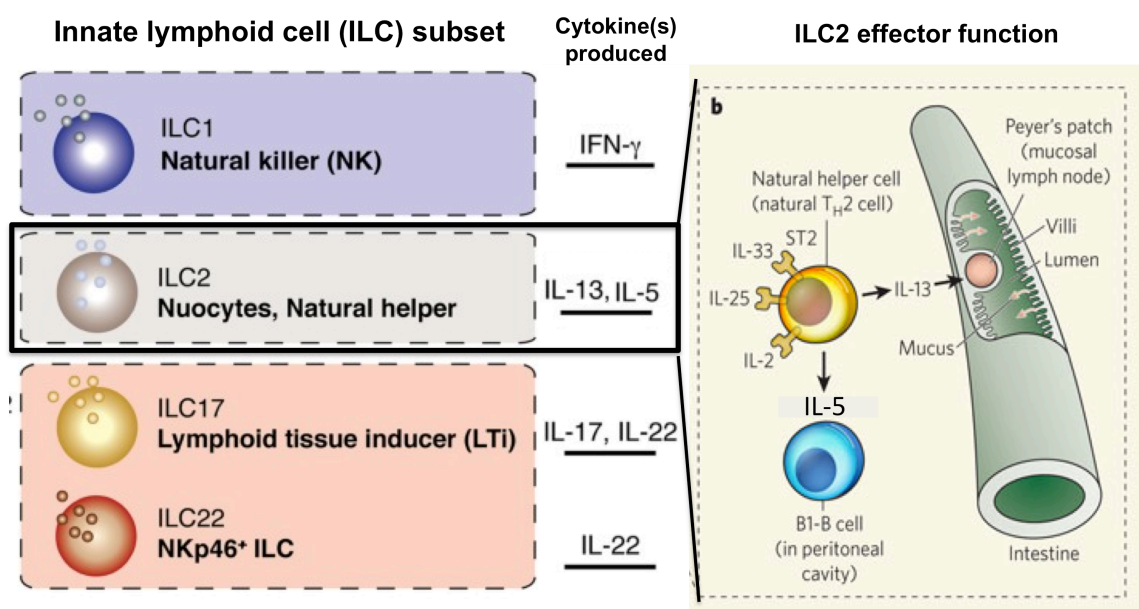 Innate lymphoid cell (ILC) subset
Cytokine(s)
produced
ILC2 effector function
ILC1
Natural killer (NK)
IFN-γ
ILC2
Nuocytes, Natural helper
IL-13, IL-5
ILC17
Lymphoid tissue inducer (LTi)
IL-17, IL-22
ILC22
NKp46⁺ ILC
IL-22
b
Peyer's patch
(mucosal
lymph node)
Natural helper cell
(natural TH2 cell)
Villi
ST2
IL-33
Lumen
IL-25
IL-13
Mucus
IL-2
IL-5
B1-B cell
(in peritoneal
cavity)
Intestine